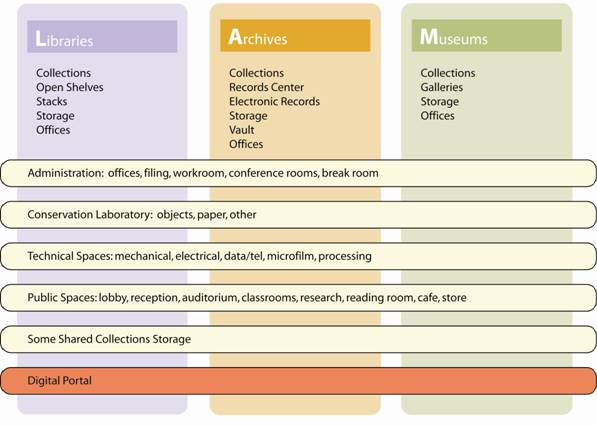 Libraries
Collections
Open Shelves
Stacks
Storage
Offices
Archives
Collections
Records Center
Electronic Records
Storage
Vault
Offices
Museums
Collections
Galleries
Storage
Offices
Administration: offices, filing, workroom, conference rooms, break room
Conservation Laboratory: objects, paper, other
Technical Spaces: mechanical, electrical, data/tel, microfilm, processing
Public Spaces: lobby, reception, auditorium, classrooms, research, reading room, cafe, store
Some Shared Collections Storage
Digital Portal